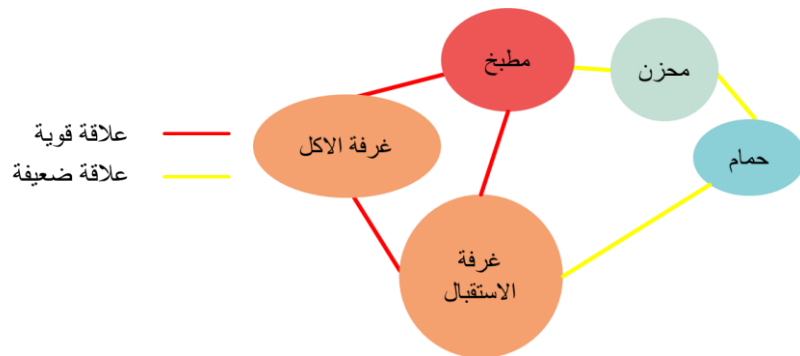 مطبخ
محزن
حمام
غرفة الاكل
غرفة
الاستقبال
علاقة قوية
علاقة ضعيفة